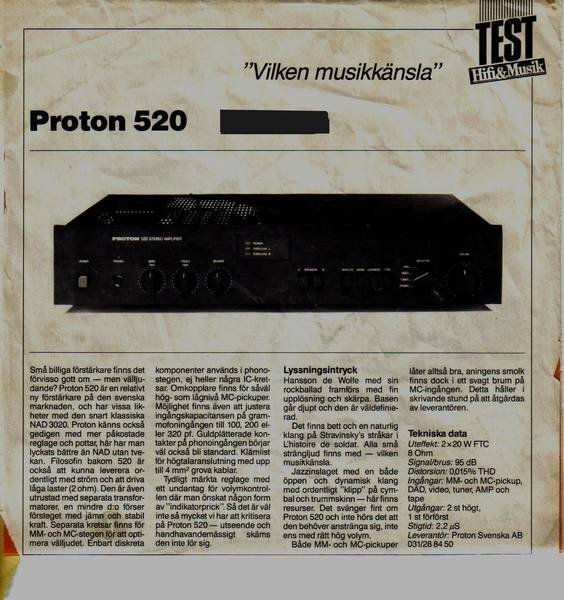 TEST
Hifi & Musik
"Vilken musikkänsla"
Proton 520
PROTON 520 STEREO AMPLIFIER
Små billiga förstärkare finns det
förvisso gott om — men välljud-
ande? Proton 520 är en relativt
ny förstärkare på den svenska
marknaden, och har vissa lik-
heter med den snart klassiska
NAD 3020. Proton känns också
gedigen med mer påkostade
reglage och pottar, här har man
lyckats bättre än NAD utan tve-
kan. Filosofin bakom 520 är
också att kunna leverera or-
dentligt med ström och att driva
låga laster (2 ohm). Den är även
utrustad med separata transfor-
matorer, en mindre d:o förser
försteget med jämn och stabil
kraft. Separata kretsar finns för
MM- och MC-stegen för att opti-
mera välljudet. Enbart diskreta
komponenter används i phono-
stegen, ej heller några IC-kret-
sar. Omkopplare finns för såväl
hög- som lågnivå MC-pickuper.
Möjlighet finns även att justera
ingångskapacitansen på gram-
mofoningången till 100, 200 el-
ler 320 pf. Guldpläterade kon-
takter på phonoingången börjar
väl också bli standard. Klämlist
för högtalaranslutning med upp
till 4 mm² grova kablar.
Tydligt märkta reglage med
ett undantag för volymkontrol-
len där man önskat någon form
av "indikatorprick". Så det är väl
inte så mycket vi har att kritisera
på Proton 520 — utseende och
handhavandemässigt skäms
den inte för sig.
Lyssningsintryck
Hansson de Wolfe med sin
rockballad framförs med fin
upplösning och skärpa. Basen
går djupt och den är väldefinie-
rad.
Det finns bett och en naturlig
klang på Stravinsky's stråkar i
L'histoire de soldat. Alla små
strängljud finns med — vilken
musikkänsla.
Jazzinslaget med en både
öppen och dynamisk klang
med ordentligt "klipp" på cym-
bal och trummskinn — här finns
resurser. Det svänger fint om
Proton 520 och inte hörs det att
den behöver anstränga sig, inte
ens med rätt hög volym.
Både MM- och MC-pickuper
låter alltså bra, aningens smolk
finns dock i ett svagt brum på
MC-ingången. Detta håller i
skrivande stund på att åtgärdas
av leverantören.
Tekniska data
Uteffekt: 2 × 20 W FTC
8 Ohm
Signal/brus: 95 dB
Distorsion: 0,015% THD
Ingångar: MM- och MC-pickup,
DAD, video, tuner, AMP och
tape
Utgångar: 2 st högt,
1 st förförst
Stigtid: 2,2 µS
Leverantör: Proton Svenska AB
031/28 84 50